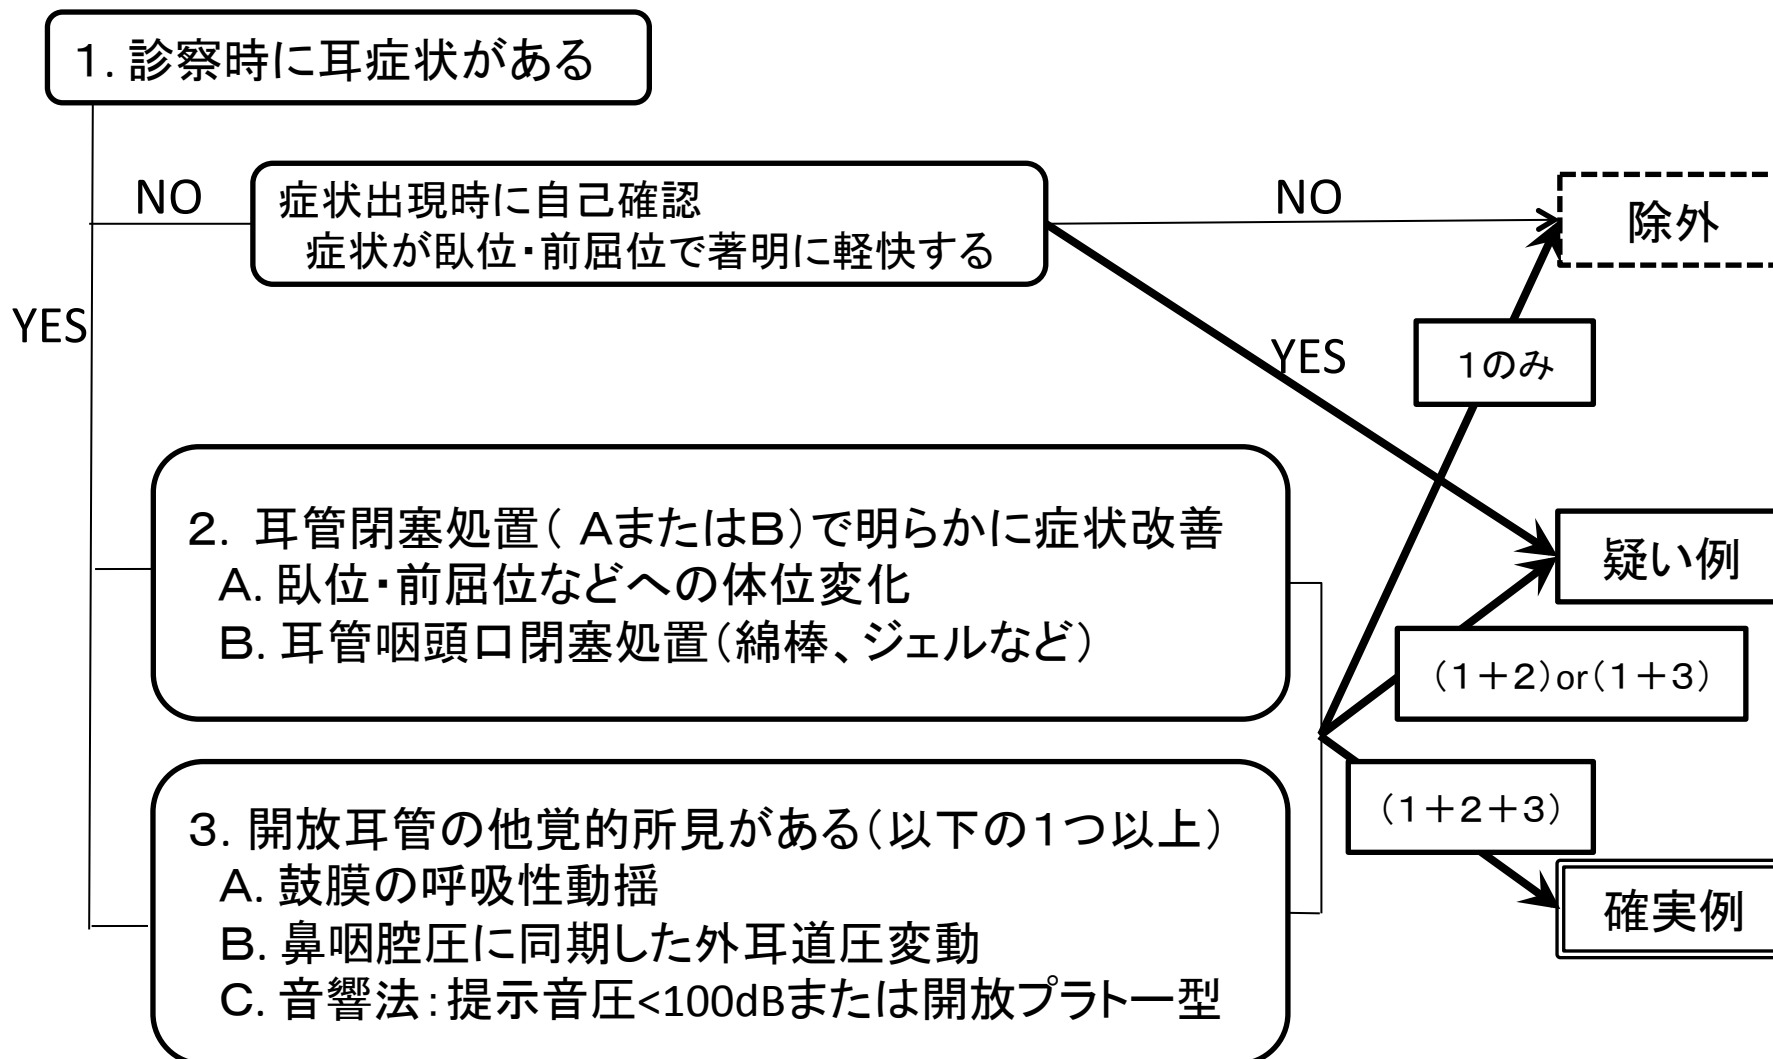 １. 診察時に耳症状がある
NO
症状出現時に自己確認
症状が臥位・前屈位で著明に軽快する
NO
除外
YES
YES
１のみ
２. 耳管閉塞処置( AまたはB)で明らかに症状改善
A. 臥位・前屈位などへの体位変化
B. 耳管咽頭口閉塞処置(綿棒、ジェルなど)
疑い例
(１＋２)or(１＋３)
３. 開放耳管の他覚的所見がある(以下の１つ以上)
A. 鼓膜の呼吸性動揺
B. 鼻咽腔圧に同期した外耳道圧変動
C. 音響法：提示音圧<100dBまたは開放プラトー型
(１＋２＋３)
確実例